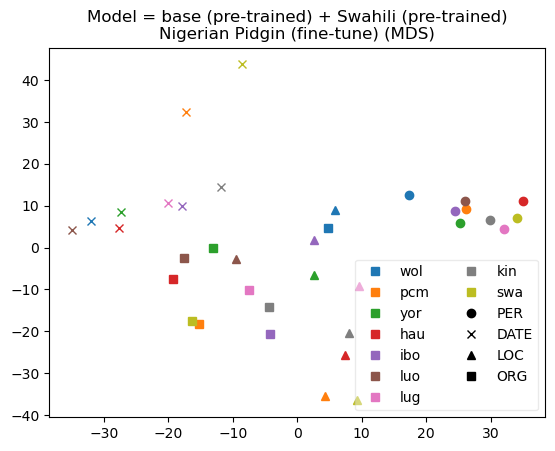 Model = base (pre-trained) + Swahili (pre-trained)
Nigerian Pidgin (fine-tune) (MDS)
40
30
20
10
0
−10
−20
−30
−40
−30
−20
−10
0
10
20
30
wol
pcm
yor
hau
ibo
luo
lug
kin
swa
PER
DATE
LOC
ORG